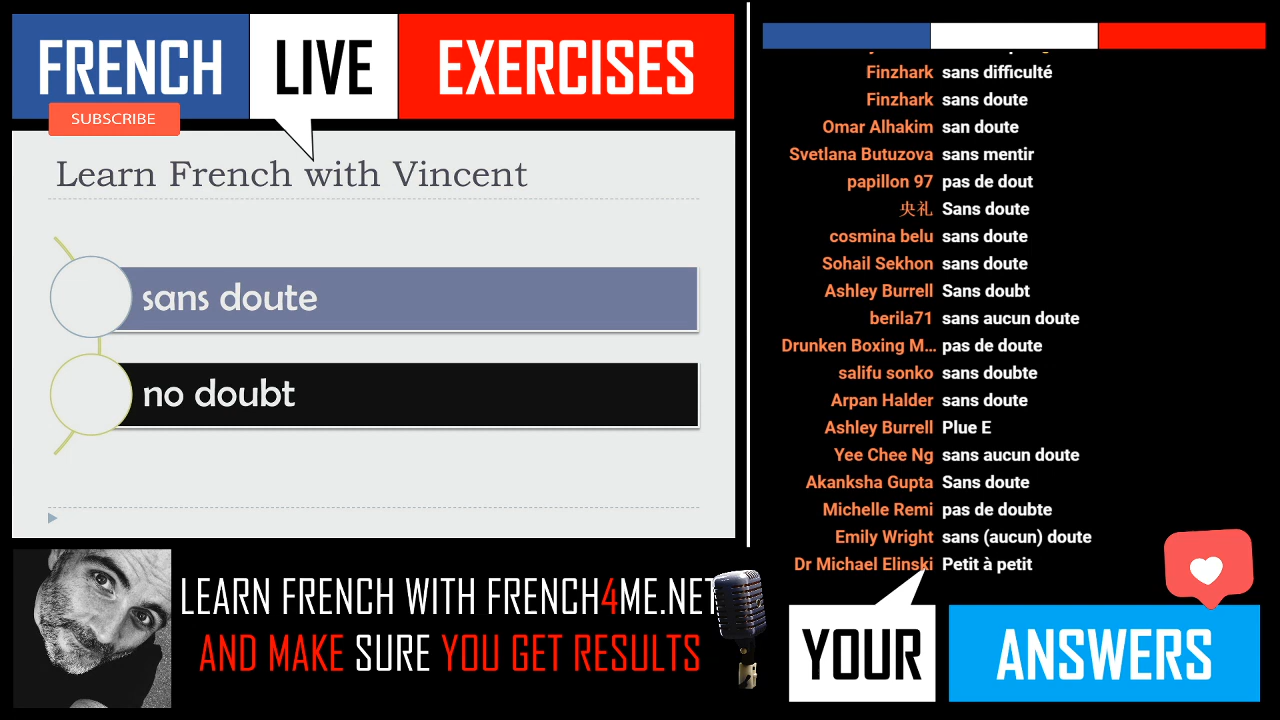 FRENCH LIVE EXERCISES
SUBSCRIBE
Learn French with Vincent
sans doute
no doubt
LEARN FRENCH WITH FRENCH4ME.NET
AND MAKE SURE YOU GET RESULTS
Finzhark sans difficulté
Finzhark sans doute
Omar Alhakim san doute
Svetlana Butuzova sans mentir
papillon 97 pas de dout
央礼 Sans doute
cosmina belu sans doute
Sohail Sekhon sans doute
Ashley Burrell Sans doubt
berila71 sans aucun doute
Drunken Boxing M... pas de doute
salifu sonko sans doubte
Arpan Halder sans doute
Ashley Burrell Plue E
Yee Chee Ng sans aucun doute
Akanksha Gupta Sans doute
Michelle Remi pas de doubte
Emily Wright sans (aucun) doute
Dr Michael Elinski Petit à petit
YOUR ANSWERS